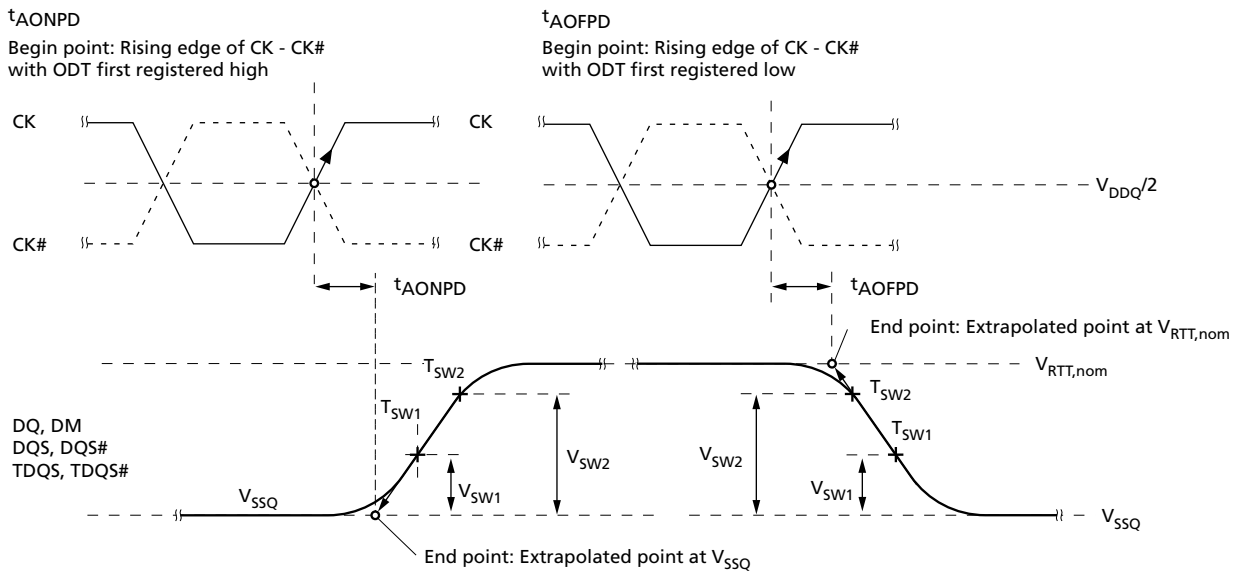 tAONPD
Begin point: Rising edge of CK - CK#
with ODT first registered high
tAOFPD
Begin point: Rising edge of CK - CK#
with ODT first registered low
CK
CK
VDDQ/2
CK#
CK#
tAONPD
tAOFPD
End point: Extrapolated point at VRTT,nom
TSW2
VRTT,nom
TSW2
TSW1
TSW1
DQ, DM
DQS, DQS#
TDQS, TDQS#
VSW2
VSW2
VSSQ
VSW1
VSW1
VSSQ
End point: Extrapolated point at VSSQ